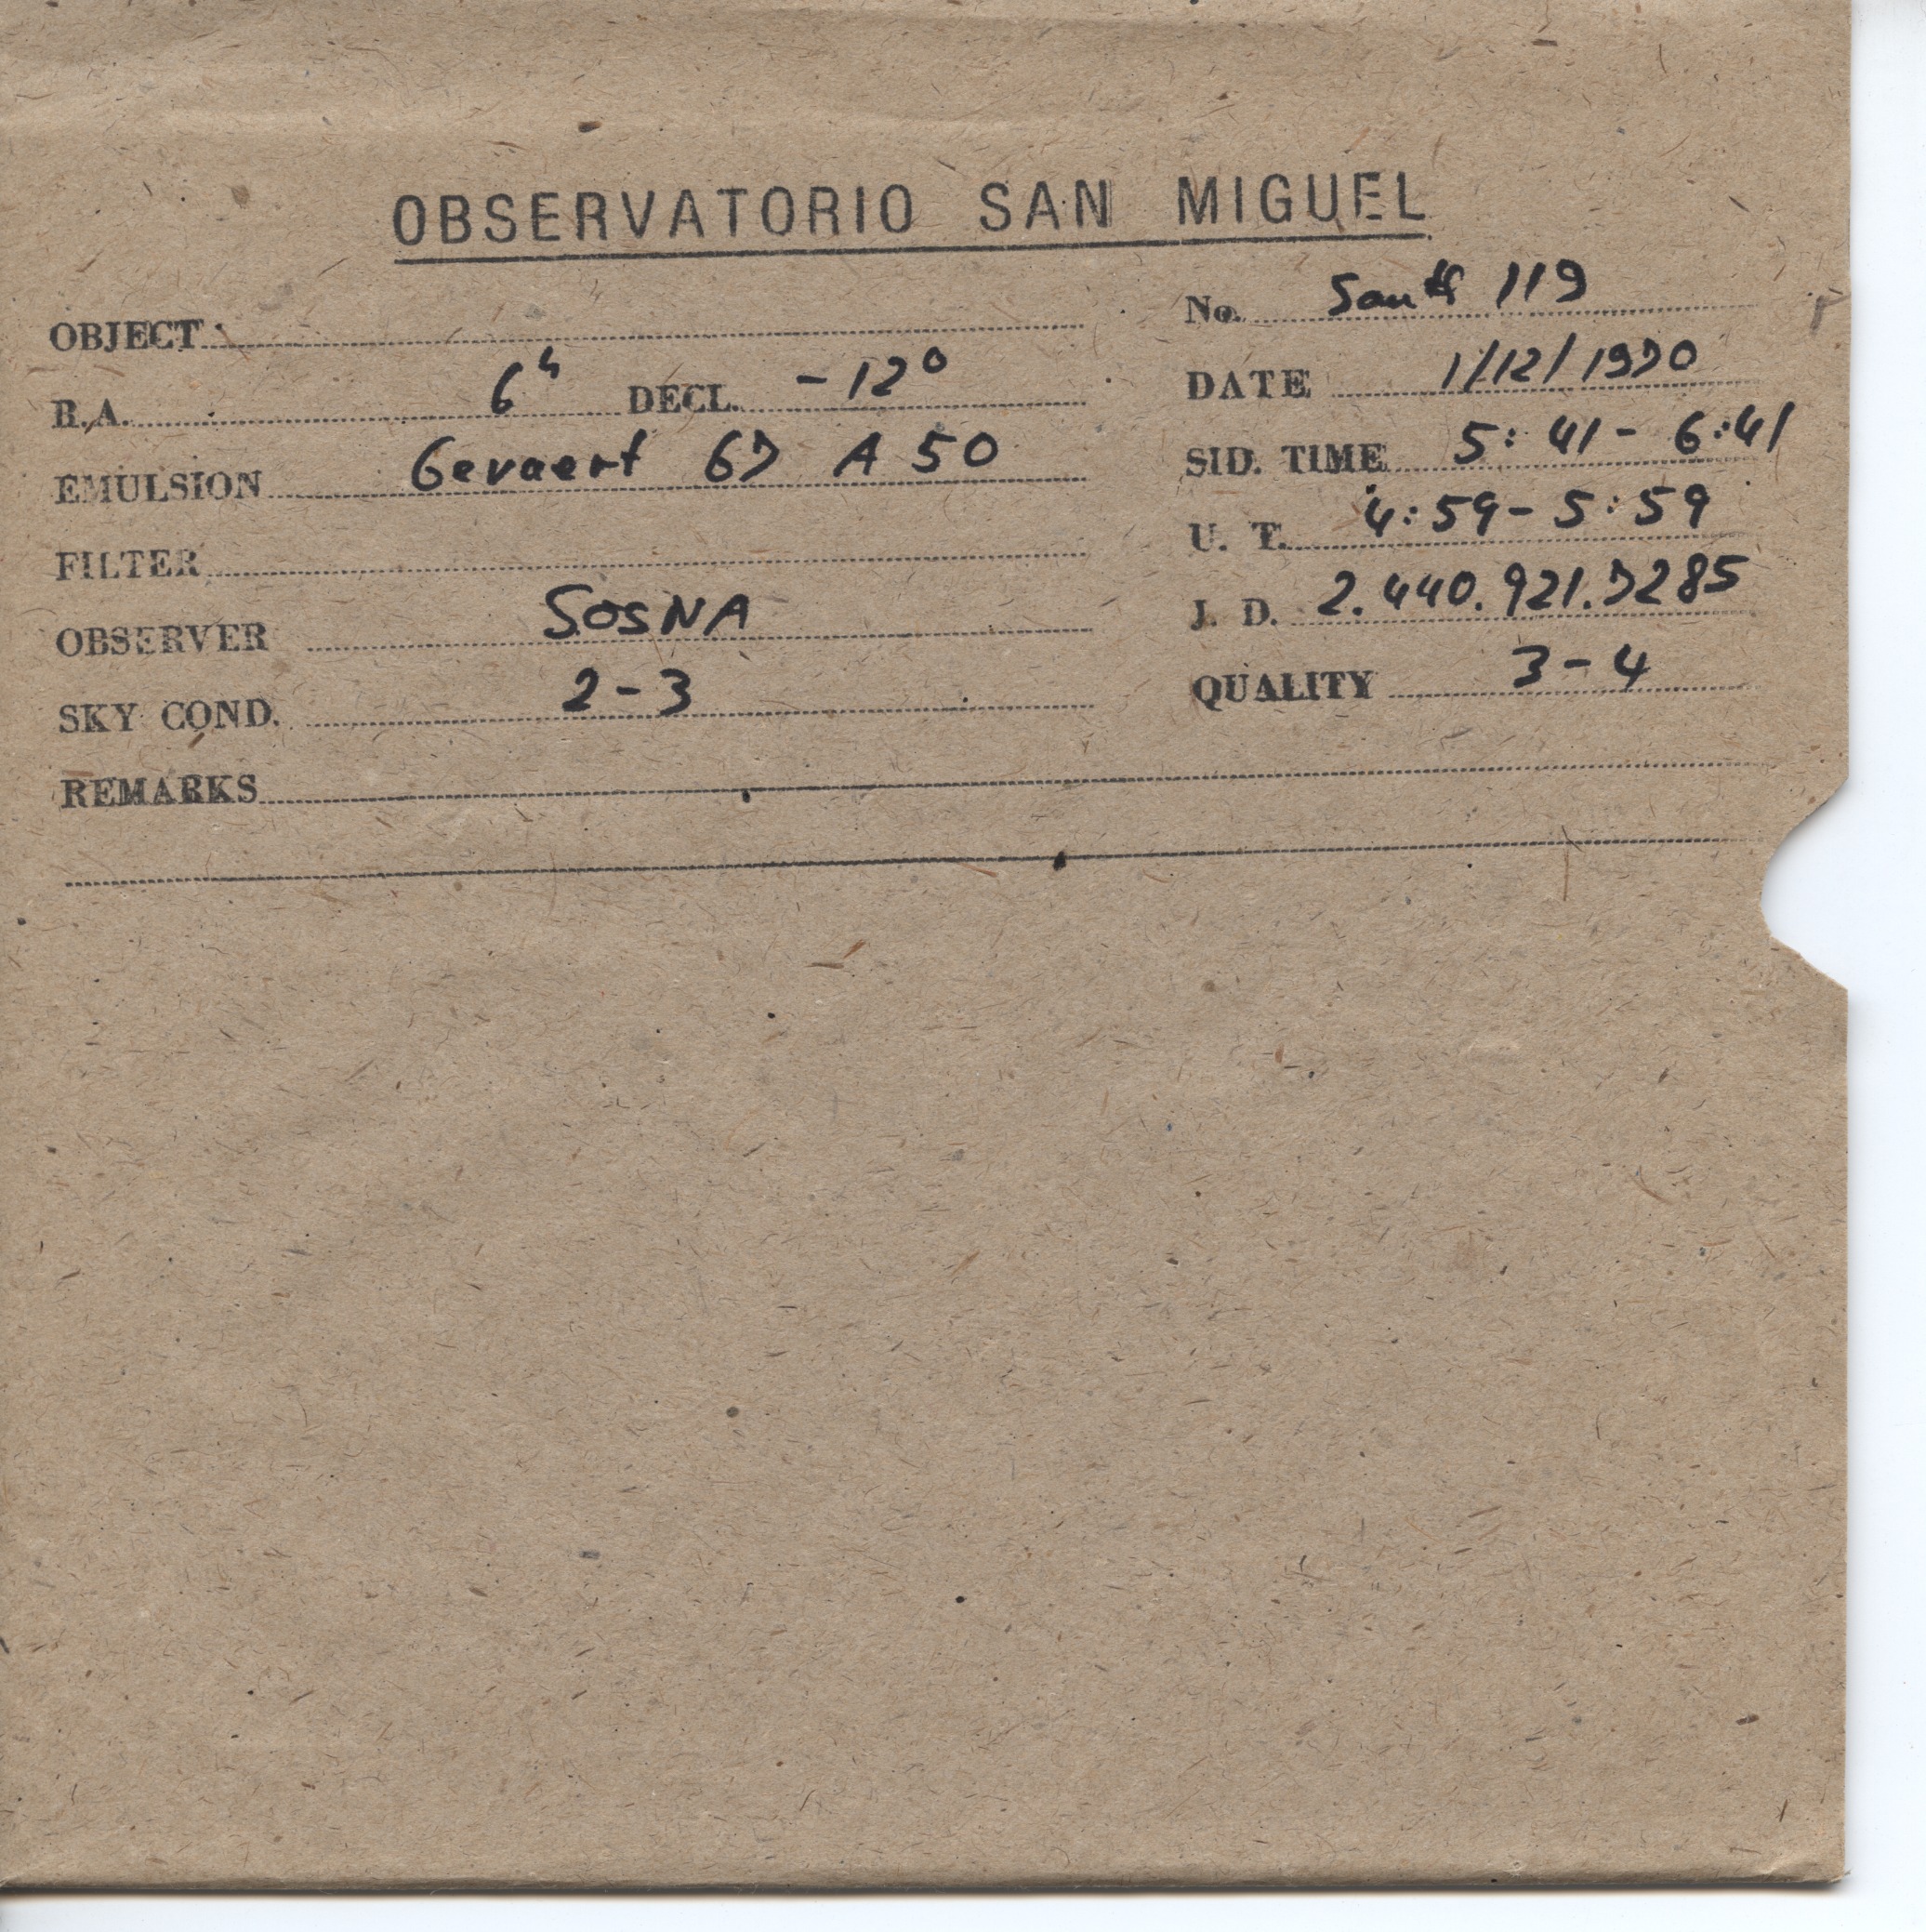 OBSERVATORIO SAN MIGUEL
OBJECT
No. 119
R.A. 6h DECL. -12°
DATE 1/12/1970
EMULSION Gevaert 67 A 50
SID. TIME 5:41 - 6:41
FILTER
U. T. 4:59 - 5:59
OBSERVER SOSNA
J. D. 2.440.921.7285
SKY COND. 2-3
QUALITY 3-4
REMARKS